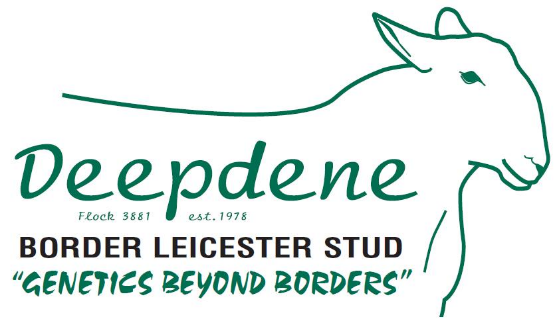 Deepdene
Flock 3881 est. 1978
BORDER LEICESTER STUD
"GENETICS BEYOND BORDERS"